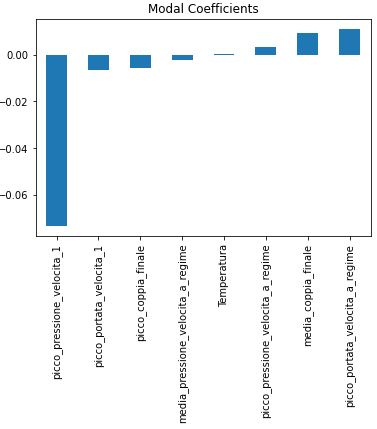 Modal Coefficients
0.00
−0.02
−0.04
−0.06
picco_pressione_velocita_1
picco_portata_velocita_1
picco_coppia_finale
media_pressione_velocita_a_regime
Temperatura
picco_pressione_velocita_a_regime
media_coppia_finale
picco_portata_velocita_a_regime